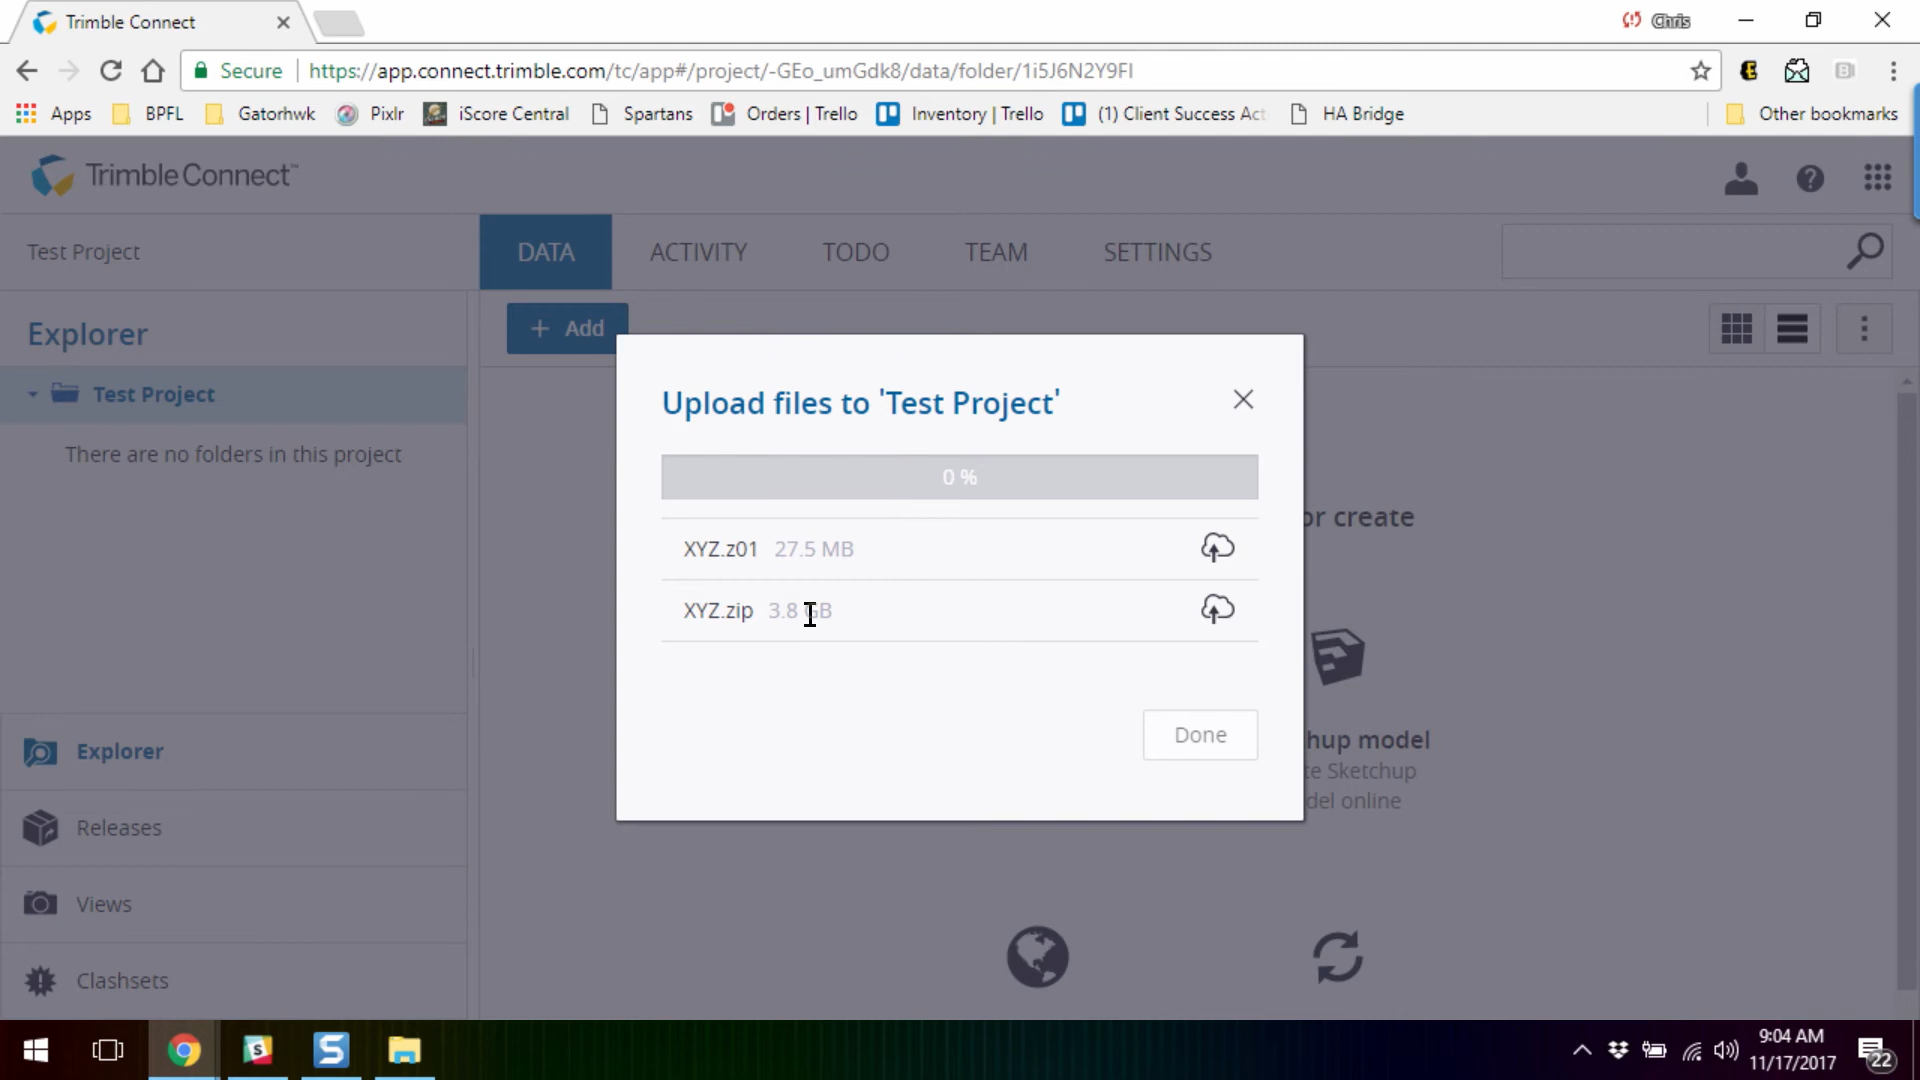 Trimble Connect
Chris
Secure
https://app.connect.trimble.com/tc/app#/project/-GEo_umGdk8/data/folder/1i5J6N2Y9FI
Apps
BPFL
Gatorhwk
Pixlr
iScore Central
Spartans
Orders | Trello
Inventory | Trello
(1) Client Success Act
HA Bridge
Other bookmarks
Trimble Connect™
Test Project
DATA
ACTIVITY
TODO
TEAM
SETTINGS
Explorer
+ Add
Test Project
There are no folders in this project
Upload files to 'Test Project'
0 %
XYZ.z01 27.5 MB
XYZ.zip 3.8 GB
Done
or create
hup model
te Sketchup
del online
Explorer
Releases
Views
Clashsets
9:04 AM
11/17/2017
22